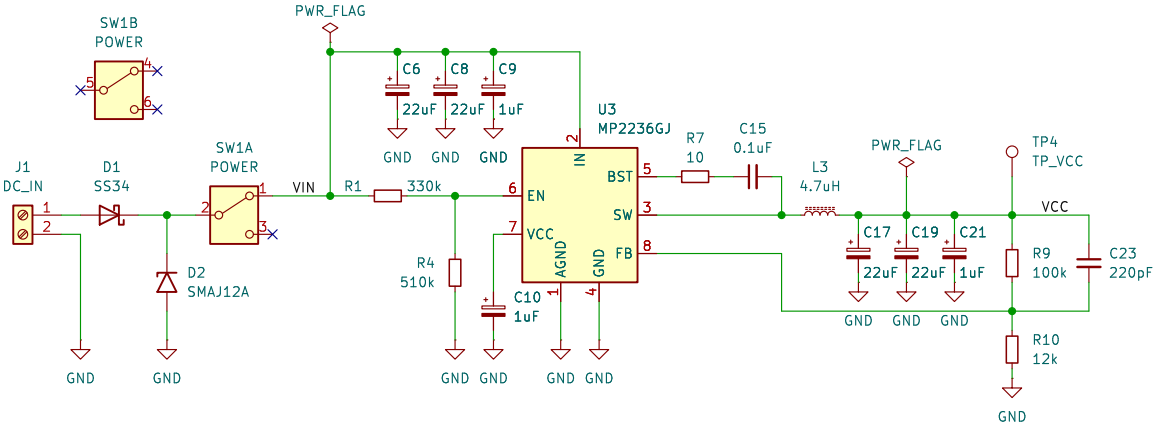 PWR_FLAG
SW1B
POWER
4
5
6
C6
22uF
GND
C8
22uF
GND
C9
1uF
GND
J1
DC_IN
1
2
D1
SS34
SW1A
POWER
1
2
3
VIN
R1
330k
D2
SMAJ12A
GND
GND
R4
510k
GND
C10
1uF
GND
U3
MP2236GJ
2
IN
6
EN
7
VCC
AGND
1
GND
4
BST
5
SW
3
FB
8
GND
GND
R7
10
C15
0.1uF
L3
4.7uH
PWR_FLAG
TP4
TP_VCC
VCC
C17
22uF
GND
C19
22uF
GND
C21
1uF
GND
R9
100k
C23
220pF
R10
12k
GND